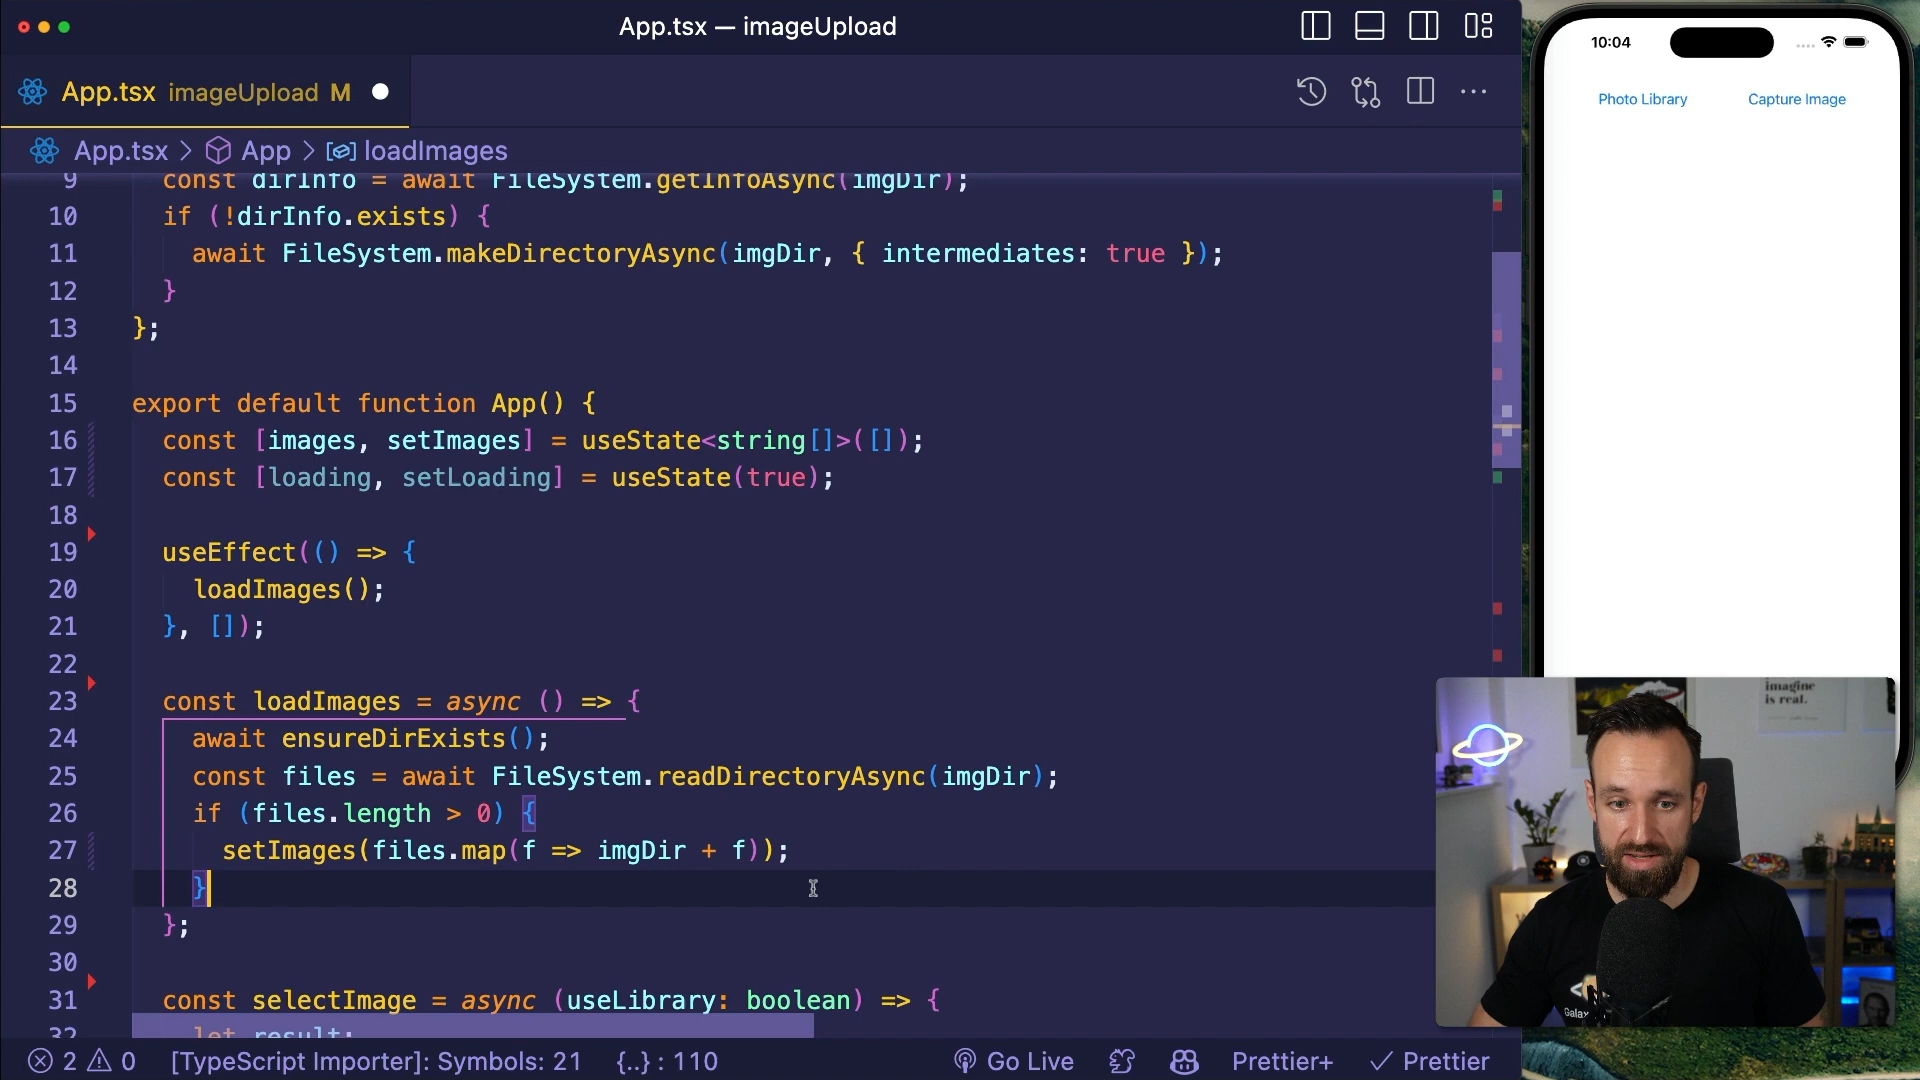 App.tsx — imageUpload
App.tsx imageUpload M
App.tsx > App > loadImages
9 const dirInfo = await FileSystem.getInfoAsync(imgDir);
10 if (!dirInfo.exists) {
11 await FileSystem.makeDirectoryAsync(imgDir, { intermediates: true });
12 }
13 };
14
15 export default function App() {
16 const [images, setImages] = useState<string[]>([]);
17 const [loading, setLoading] = useState(true);
18
19 useEffect(() => {
20 loadImages();
21 }, []);
22
23 const loadImages = async () => {
24 await ensureDirExists();
25 const files = await FileSystem.readDirectoryAsync(imgDir);
26 if (files.length > 0) {
27 setImages(files.map(f => imgDir + f));
28 }
29 };
30
31 const selectImage = async (useLibrary: boolean) => {
32 let result;
2 0 [TypeScript Importer]: Symbols: 21 {..} : 110 Go Live Prettier+ Prettier
10:04
Photo Library Capture Image
imagine
is real.